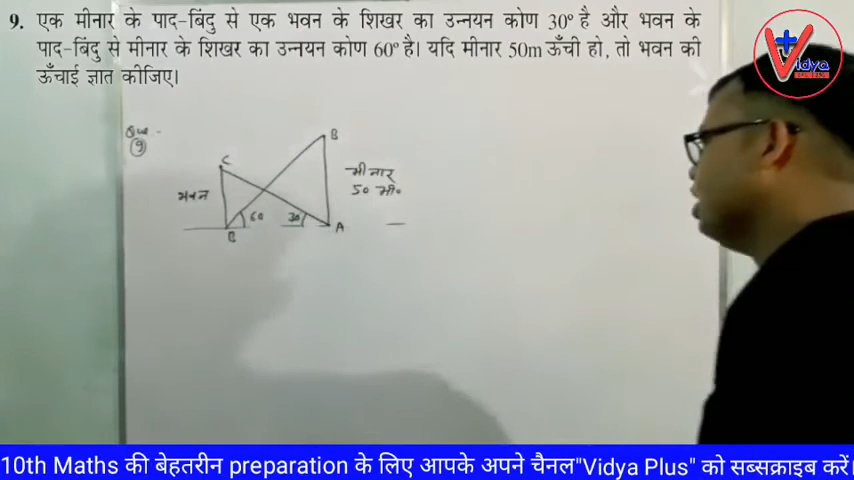 9. एक मीनार के पाद-बिंदु से एक भवन के शिखर का उन्नयन कोण 30° है और भवन के
पाद-बिंदु से मीनार के शिखर का उन्नयन कोण 60° है। यदि मीनार 50m ऊँची हो, तो भवन की
ऊँचाई ज्ञात कीजिए।
Vidya
Que -
9
C
B
भवन
मीनार
50 मी०
60
30
B
A
10th Maths की बेहतरीन preparation के लिए आपके अपने चैनल"Vidya Plus" को सब्सक्राइब करें।